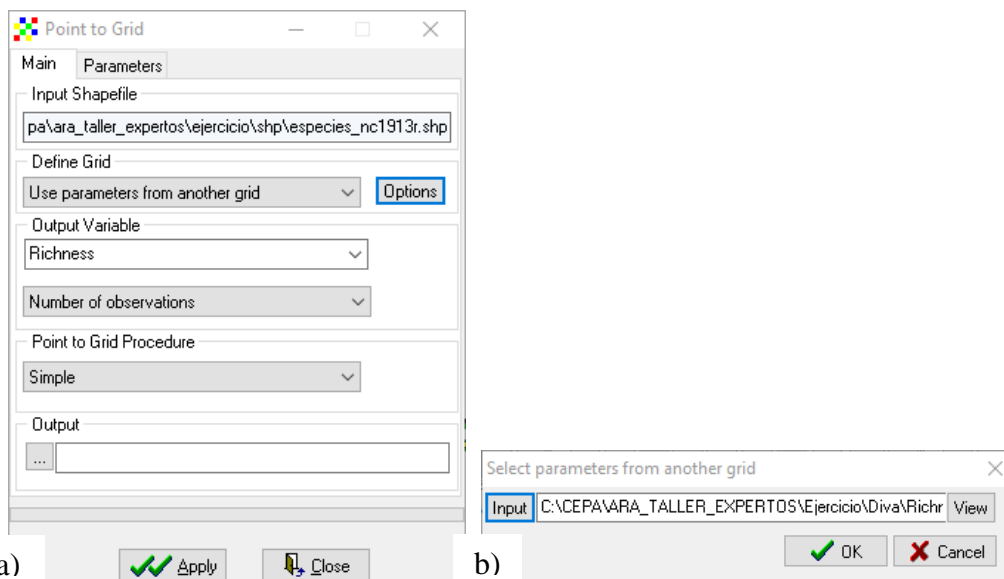 Point to Grid
Main Parameters
Input Shapefile
pa\ara_taller_expertos\ejercicio\shp\especies_nc1913r.shp
Define Grid
Use parameters from another grid Options
Output Variable
Richness
Number of observations
Point to Grid Procedure
Simple
Output
...
a) Apply Close
Select parameters from another grid
Input C:\CEPA\ARA_TALLER_EXPERTOS\Ejercicio\Diva\Richr View
OK Cancel
b)